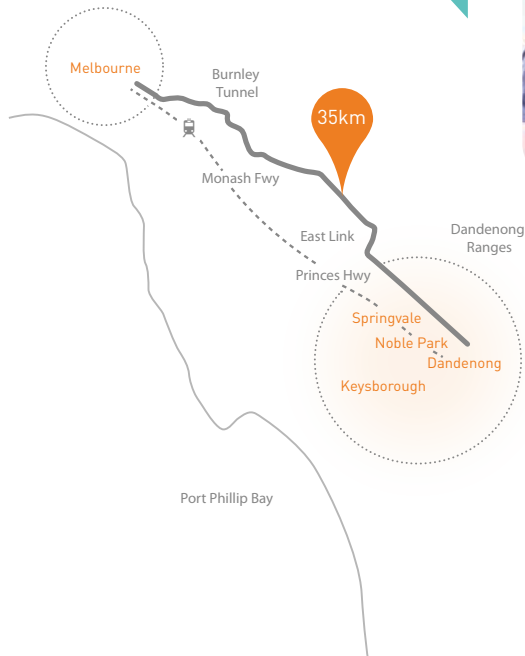 Melbourne
Burnley
Tunnel
35km
Monash Fwy
East Link
Dandenong
Ranges
Princes Hwy
Springvale
Noble Park
Dandenong
Keysborough
Port Phillip Bay